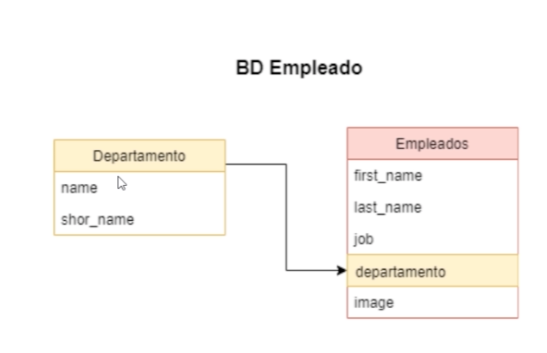 BD Empleado
Departamento
name
shor_name
Empleados
first_name
last_name
job
departamento
image